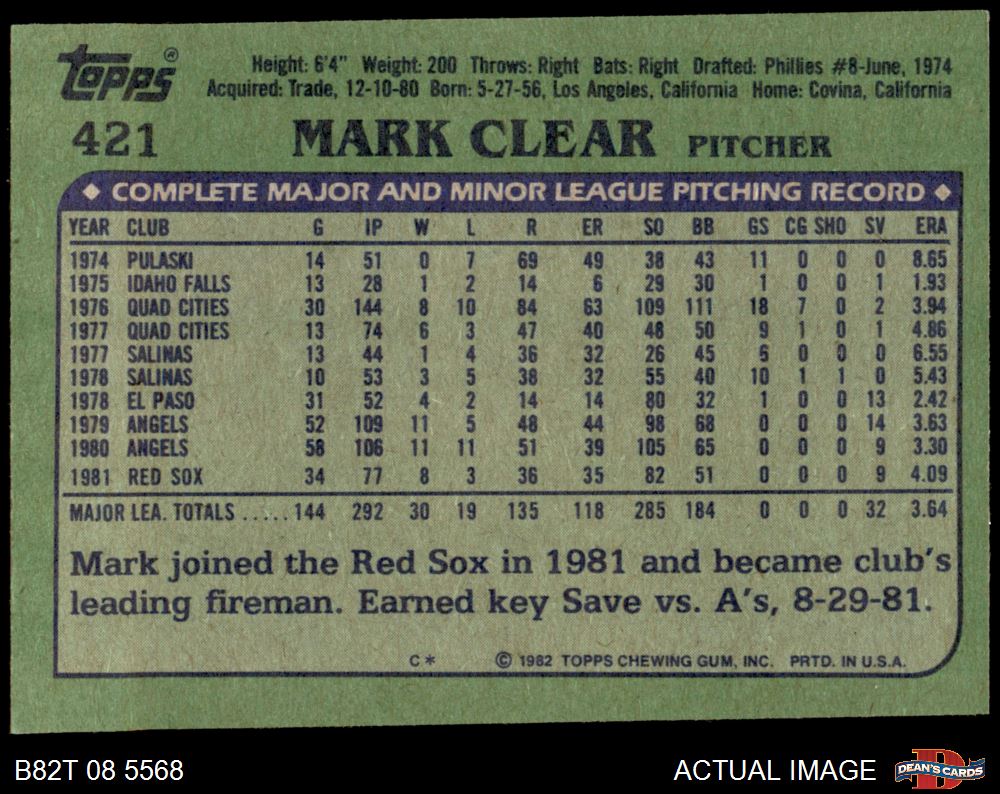 Topps®
Height: 6'4" Weight: 200 Throws: Right Bats: Right Drafted: Phillies #8-June, 1974
Acquired: Trade, 12-10-80 Born: 5-27-56, Los Angeles, California Home: Covina, California
421 MARK CLEAR PITCHER
◆ COMPLETE MAJOR AND MINOR LEAGUE PITCHING RECORD ◆
YEAR CLUB G IP W L R ER SO BB GS CG SHO SV ERA
1974 PULASKI 14 51 0 7 69 49 38 43 11 0 0 0 8.65
1975 IDAHO FALLS 13 28 1 2 14 6 29 30 1 0 0 1 1.93
1976 QUAD CITIES 30 144 8 10 84 63 109 111 18 7 0 2 3.94
1977 QUAD CITIES 13 74 6 3 47 40 48 50 9 1 0 1 4.86
1977 SALINAS 13 44 1 4 36 32 26 45 6 0 0 0 6.55
1978 SALINAS 10 53 3 5 38 32 55 40 10 1 1 0 5.43
1978 EL PASO 31 52 4 2 14 14 80 32 1 0 0 13 2.42
1979 ANGELS 52 109 11 5 48 44 98 68 0 0 0 14 3.63
1980 ANGELS 58 106 11 11 51 39 105 65 0 0 0 9 3.30
1981 RED SOX 34 77 8 3 36 35 82 51 0 0 0 9 4.09
MAJOR LEA. TOTALS .....144 292 30 19 135 118 285 184 0 0 0 32 3.64
Mark joined the Red Sox in 1981 and became club's
leading fireman. Earned key Save vs. A's, 8-29-81.
C* © 1982 TOPPS CHEWING GUM, INC. PRTD. IN U.S.A.
B82T 08 5568 ACTUAL IMAGE DEAN'S CARDS